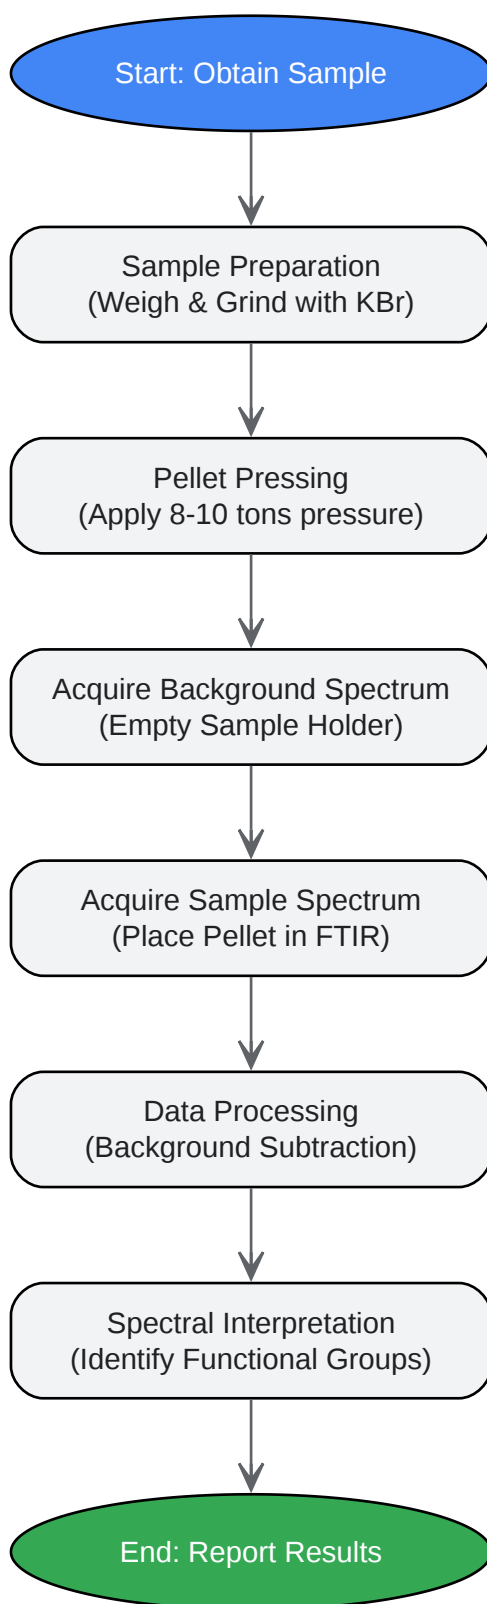 Start: Obtain Sample
Sample Preparation
(Weigh & Grind with KBr)
Pellet Pressing
(Apply 8-10 tons pressure)
Acquire Background Spectrum
(Empty Sample Holder)
Acquire Sample Spectrum
(Place Pellet in FTIR)
Data Processing
(Background Subtraction)
Spectral Interpretation
(Identify Functional Groups)
End: Report Results